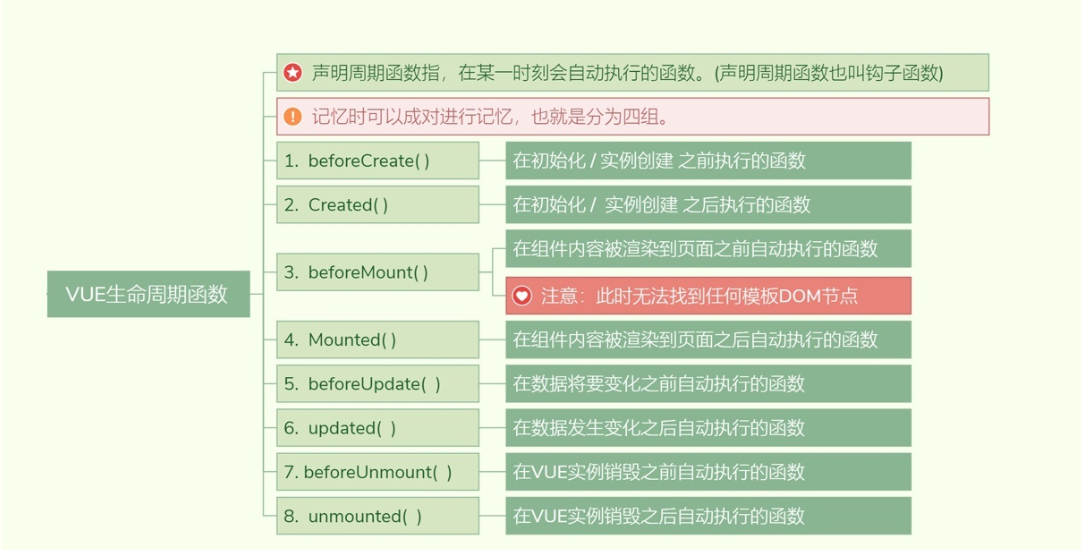 VUE生命周期函数
声明周期函数指，在某一时刻会自动执行的函数。(声明周期函数也叫钩子函数)
记忆时可以成对进行记忆，也就是分为四组。
1. beforeCreate( )
在初始化 / 实例创建 之前执行的函数
2. Created( )
在初始化 / 实例创建 之后执行的函数
3. beforeMount( )
在组件内容被渲染到页面之前自动执行的函数
注意：此时无法找到任何模板DOM节点
4. Mounted( )
在组件内容被渲染到页面之后自动执行的函数
5. beforeUpdate( )
在数据将要变化之前自动执行的函数
6. updated( )
在数据发生变化之后自动执行的函数
7. beforeUnmount( )
在VUE实例销毁之前自动执行的函数
8. unmounted( )
在VUE实例销毁之后自动执行的函数